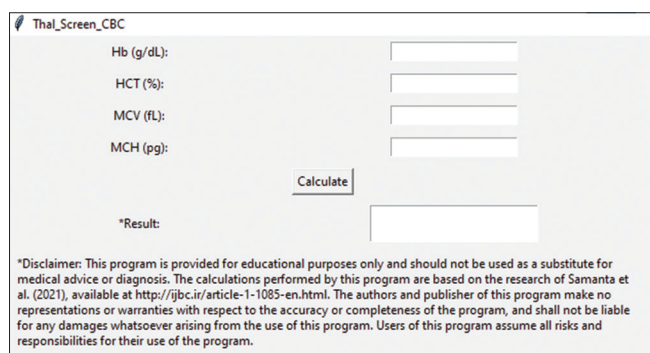 Thal_Screen_CBC
Hb (g/dL):
HCT (%):
MCV (fL):
MCH (pg):
Calculate
*Result:
*Disclaimer: This program is provided for educational purposes only and should not be used as a substitute for
medical advice or diagnosis. The calculations performed by this program are based on the research of Samanta et
al. (2021), available at http://ijbc.ir/article-1-1085-en.html. The authors and publisher of this program make no
representations or warranties with respect to the accuracy or completeness of the program, and shall not be liable
for any damages whatsoever arising from the use of this program. Users of this program assume all risks and
responsibilities for their use of the program.